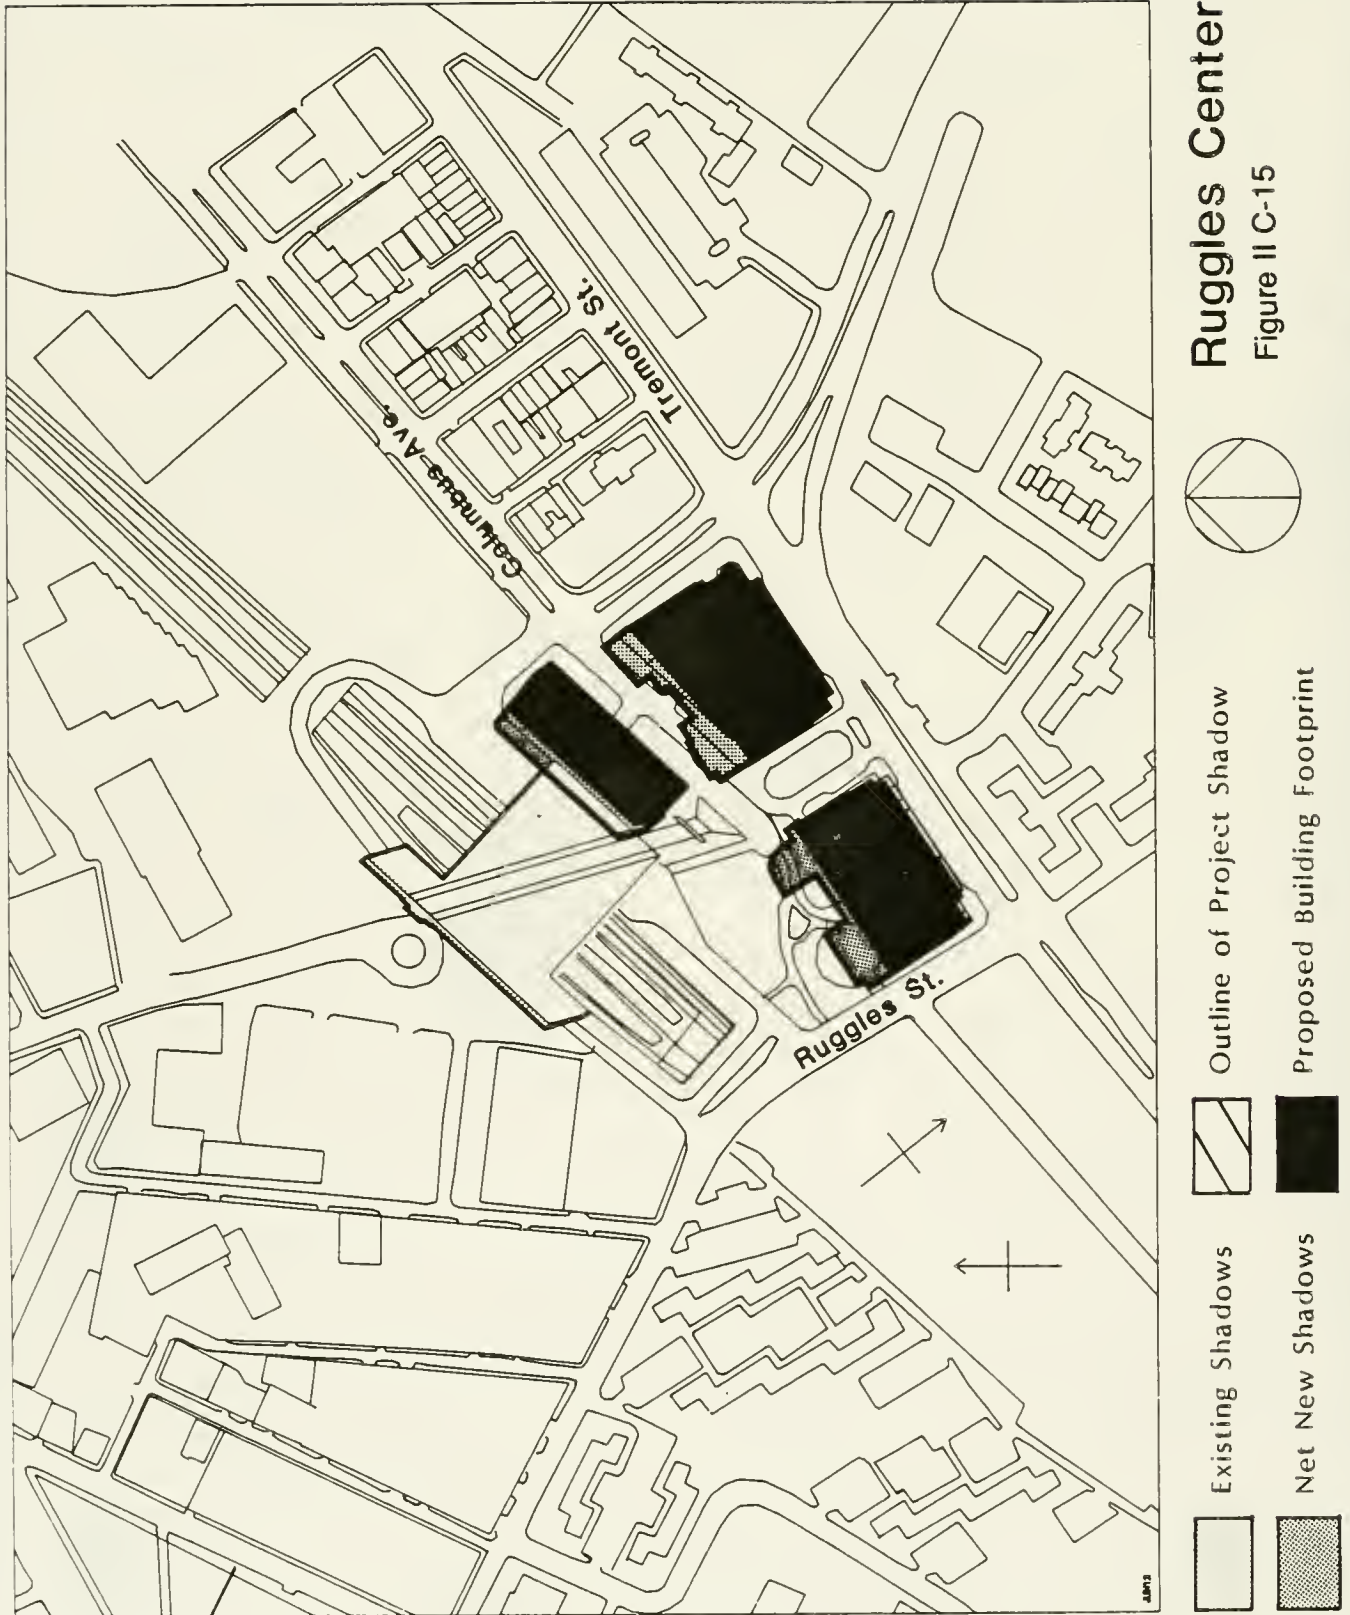 Ruggles Center
Figure II C-15
Columbus Ave.
Tremont St.
Ruggles St.
Existing Shadows
Outline of Project Shadow
Net New Shadows
Proposed Building Footprint